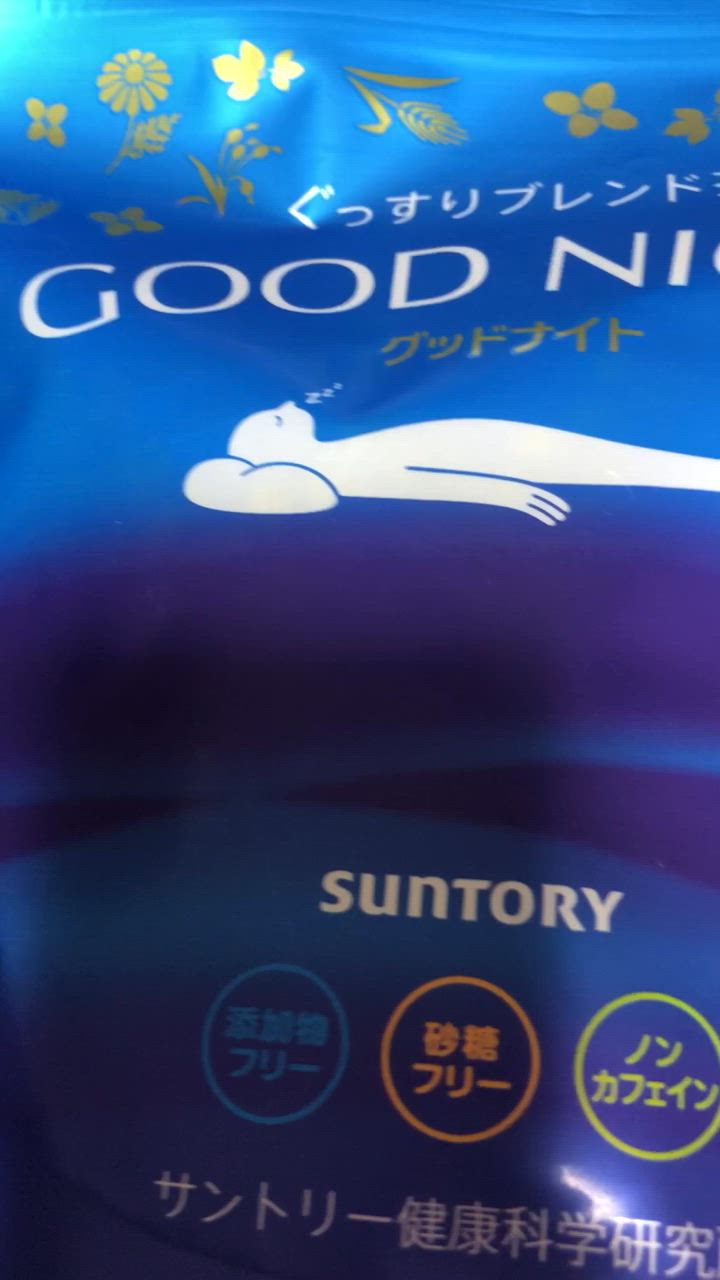 ぐっすりブレンド
GOOD NI
グッドナイト
zzz
SUNTORY
添加物
フリー
砂糖
フリー
ノン
カフェイン
サントリー健康科学研究